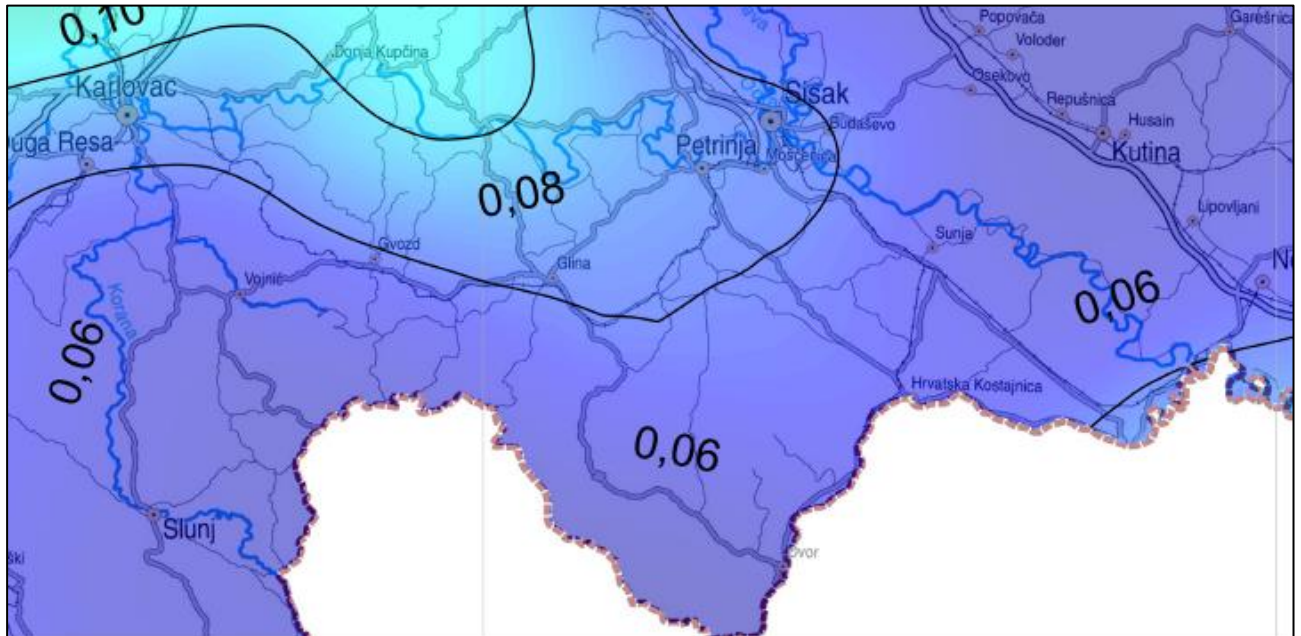 0,10
Popovača
Garešnica
Voloder
Donja Kupčina
Karlovac
Osekovo
Sisak
Repušnica
Husain
Budaševo
Duga Resa
Petrinja
Mošćenica
Kutina
0,08
Lipovljani
Sunja
Gvozd
Glina
Vojnić
0,06
Korana
0,06
Hrvatska Kostajnica
0,06
Slunj
Dvor
ški